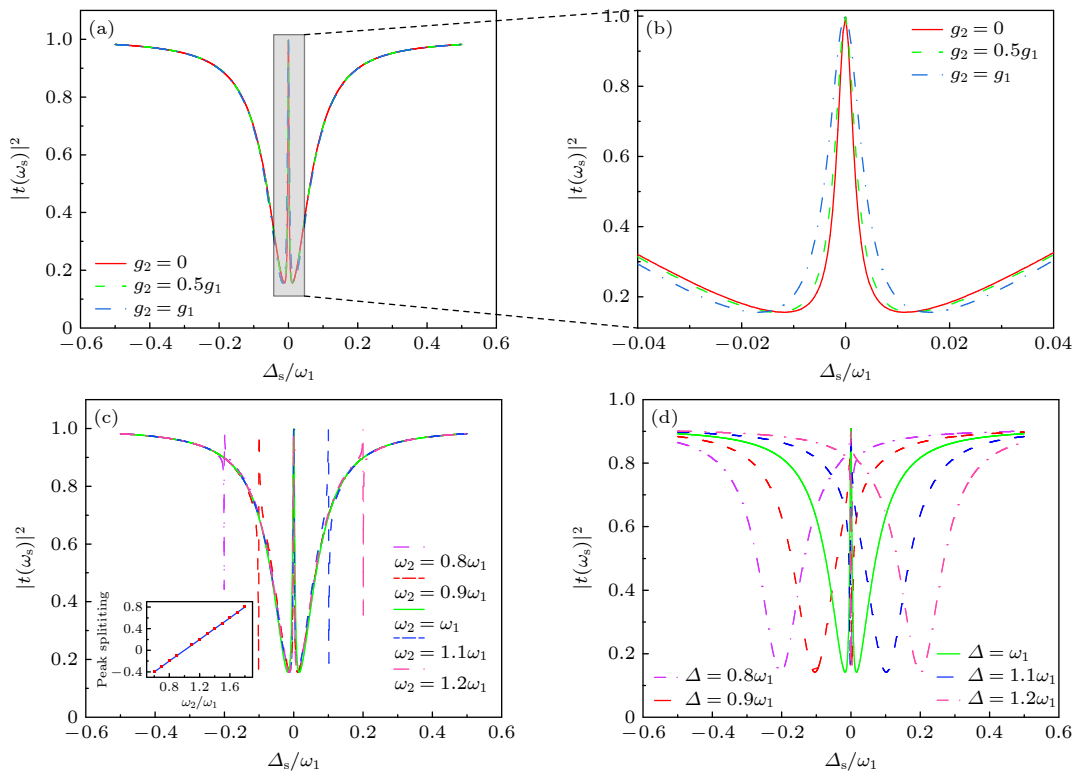 (a)
1.0
0.8
0.6
0.4
0.2
0
|t(ωs)|²
g₂ = 0
g₂ = 0.5g₁
g₂ = g₁
−0.6 −0.4 −0.2 0 0.2 0.4 0.6
Δs/ω₁
(b)
1.0
0.8
0.6
0.4
0.2
|t(ωs)|²
g₂ = 0
g₂ = 0.5g₁
g₂ = g₁
−0.04 −0.02 0 0.02 0.04
Δs/ω₁
(c)
1.0
0.8
0.6
0.4
0.2
0
|t(ωs)|²
ω₂ = 0.8ω₁
ω₂ = 0.9ω₁
ω₂ = ω₁
ω₂ = 1.1ω₁
ω₂ = 1.2ω₁
Peak splititing
0.8
0.4
0
−0.4
0.8 1.2 1.6
ω₂/ω₁
−0.6 −0.4 −0.2 0 0.2 0.4 0.6
Δs/ω₁
(d)
1.0
0.8
0.6
0.4
0.2
0
|t(ωs)|²
Δ = 0.8ω₁
Δ = 0.9ω₁
Δ = ω₁
Δ = 1.1ω₁
Δ = 1.2ω₁
−0.6 −0.4 −0.2 0 0.2 0.4 0.6
Δs/ω₁